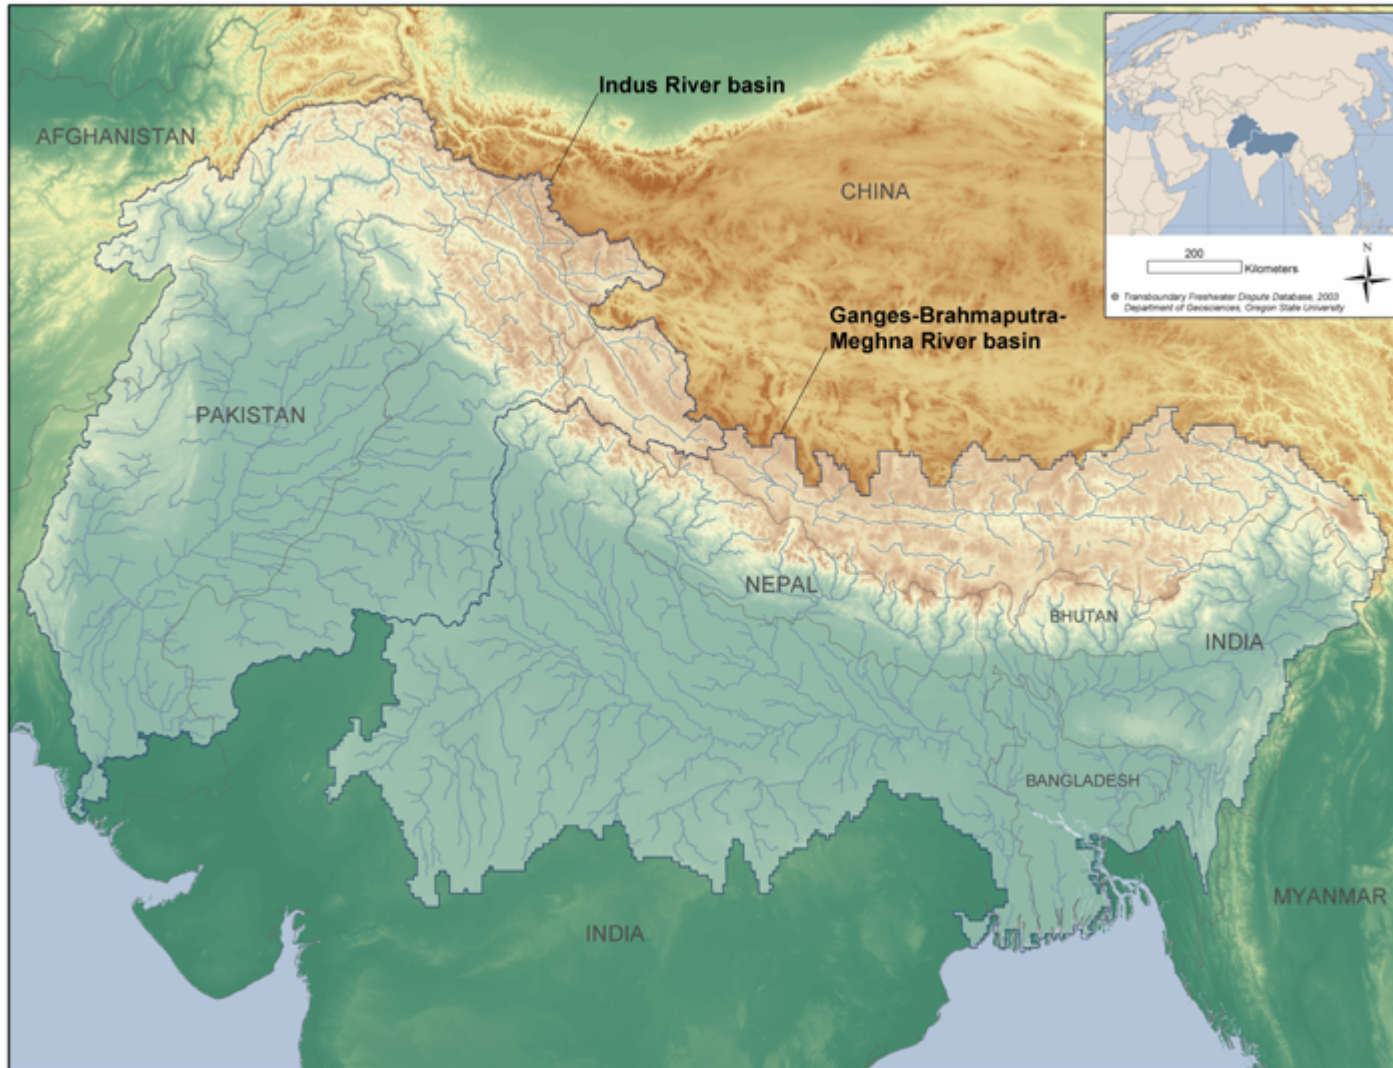 Indus River basin
AFGHANISTAN
CHINA
N
200
Kilometers
© Transboundary Freshwater Dispute Database, 2003
Department of Geosciences, Oregon State University
Ganges-Brahmaputra-
Meghna River basin
PAKISTAN
NEPAL
BHUTAN
INDIA
BANGLADESH
MYANMAR
INDIA